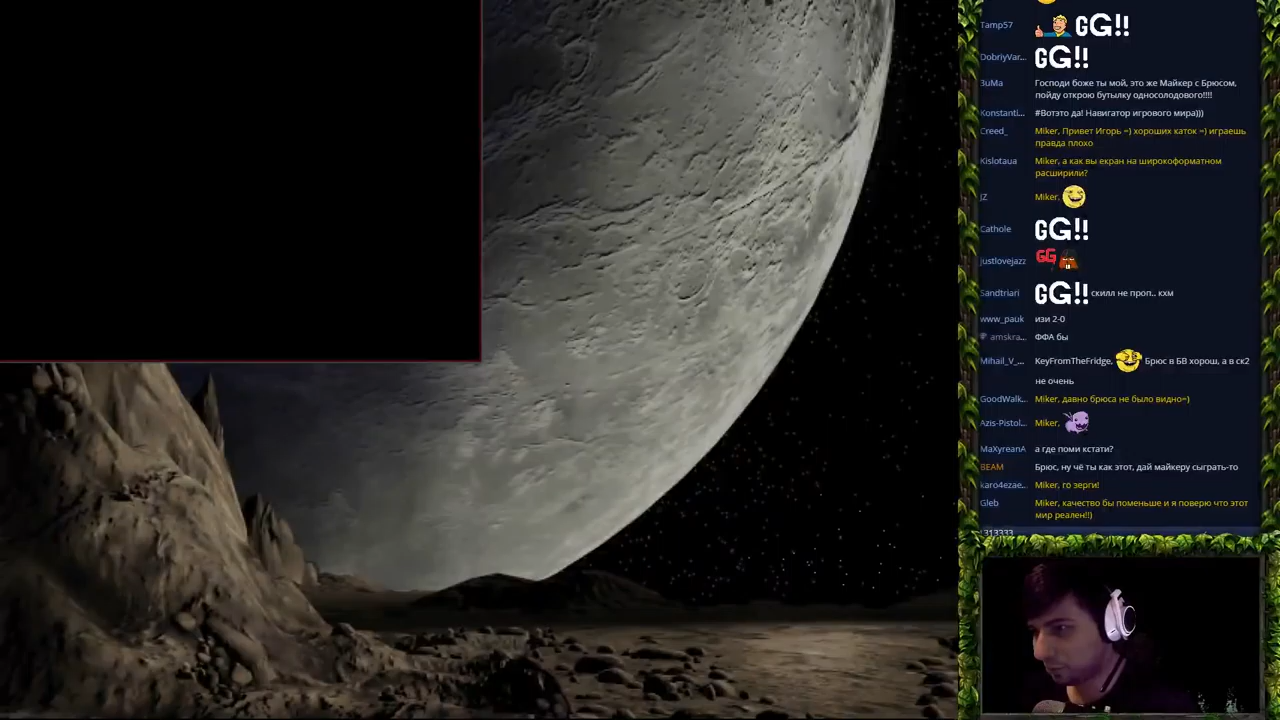 Tamp57 GG!!
DobriyVar... GG!!
3uMa Господи боже ты мой, это же Майкер с Брюсом,
пойду открою бутылку односолодового!!!!
Konstanti... #Вотэто да! Навигатор игрового мира)))
Creed_ Miker, Привет Игорь =) хороших каток =) играешь
правда плохо
Kislotaua Miker, а как вы екран на широкоформатном
расширили?
JZ Miker,
Cathole GG!!
justlovejazz GG
Sandtriari GG!! скилл не проп.. кхм
www_pauk изи 2-0
amskra... ФФА бы
Mihail_V_... KeyFromTheFridge, Брюс в БВ хорош, а в ск2
не очень
GoodWalk... Miker, давно брюса не было видно=)
Azis-Pistol... Miker,
MaXyreanA а где поми кстати?
BEAM Брюс, ну чё ты как этот, дай майкеру сыграть-то
karo4ezae... Miker, го зерги!
Gleb Miker, качество бы поменьше и я поверю что этот
мир реален!!)